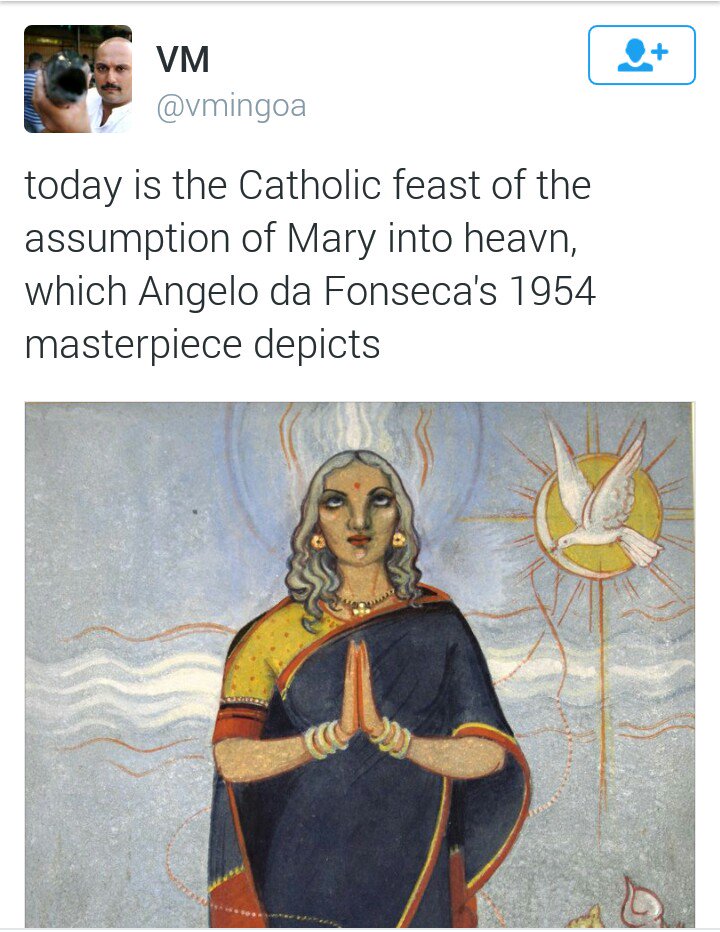 VM
@vmingoa
today is the Catholic feast of the
assumption of Mary into heavn,
which Angelo da Fonseca's 1954
masterpiece depicts